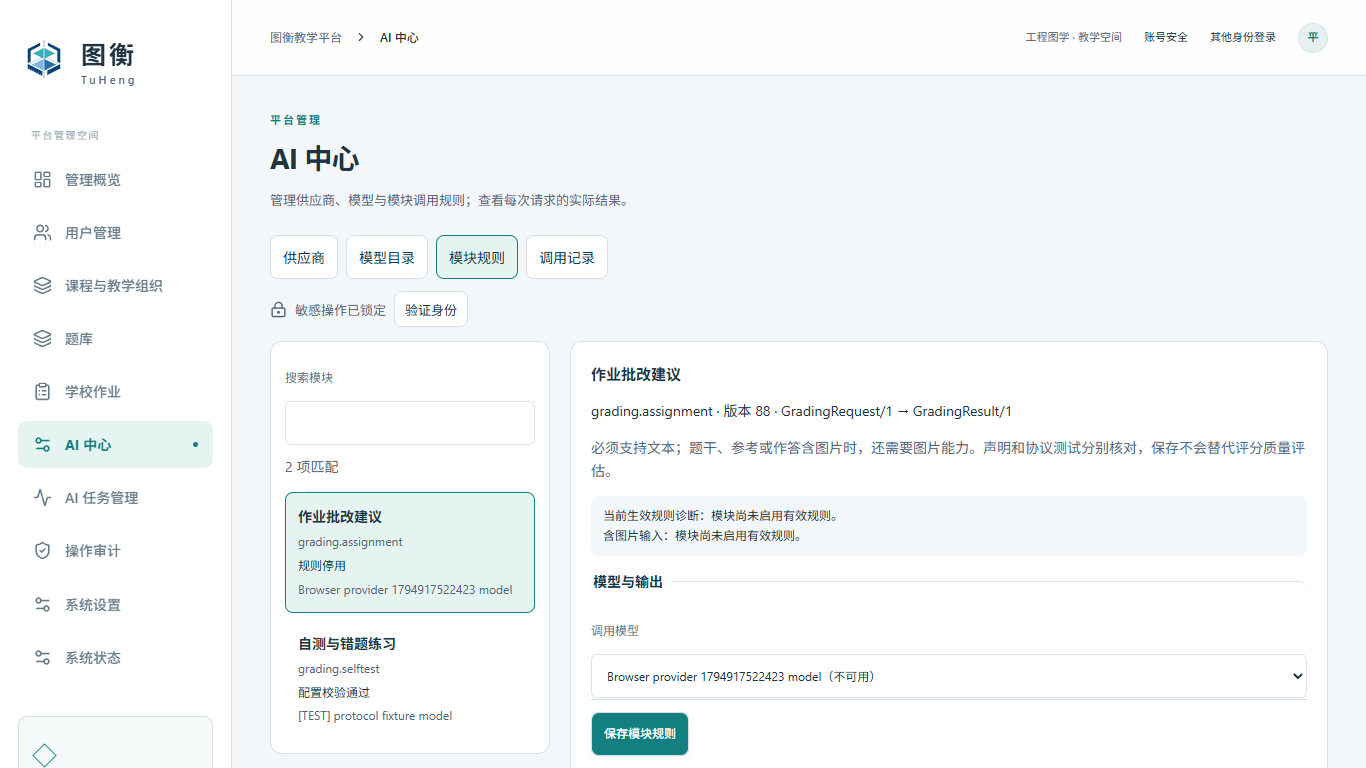 图衡
TuHeng
平台管理空间
管理概览
用户管理
课程与教学组织
题库
学校作业
AI 中心
AI 任务管理
操作审计
系统设置
系统状态
图衡教学平台 > AI 中心
工程图学 · 教学空间 账号安全 其他身份登录 平
平台管理
AI 中心
管理供应商、模型与模块调用规则；查看每次请求的实际结果。
供应商 模型目录 模块规则 调用记录
敏感操作已锁定 验证身份
搜索模块
2 项匹配
作业批改建议
grading.assignment
规则停用
Browser provider 1794917522423 model
自测与错题练习
grading.selftest
配置校验通过
[TEST] protocol fixture model
作业批改建议
grading.assignment · 版本 88 · GradingRequest/1 → GradingResult/1
必须支持文本；题干、参考或作答含图片时，还需要图片能力。声明和协议测试分别核对，保存不会替代评分质量评
估。
当前生效规则诊断：模块尚未启用有效规则。
含图片输入：模块尚未启用有效规则。
模型与输出
调用模型
Browser provider 1794917522423 model（不可用）
保存模块规则